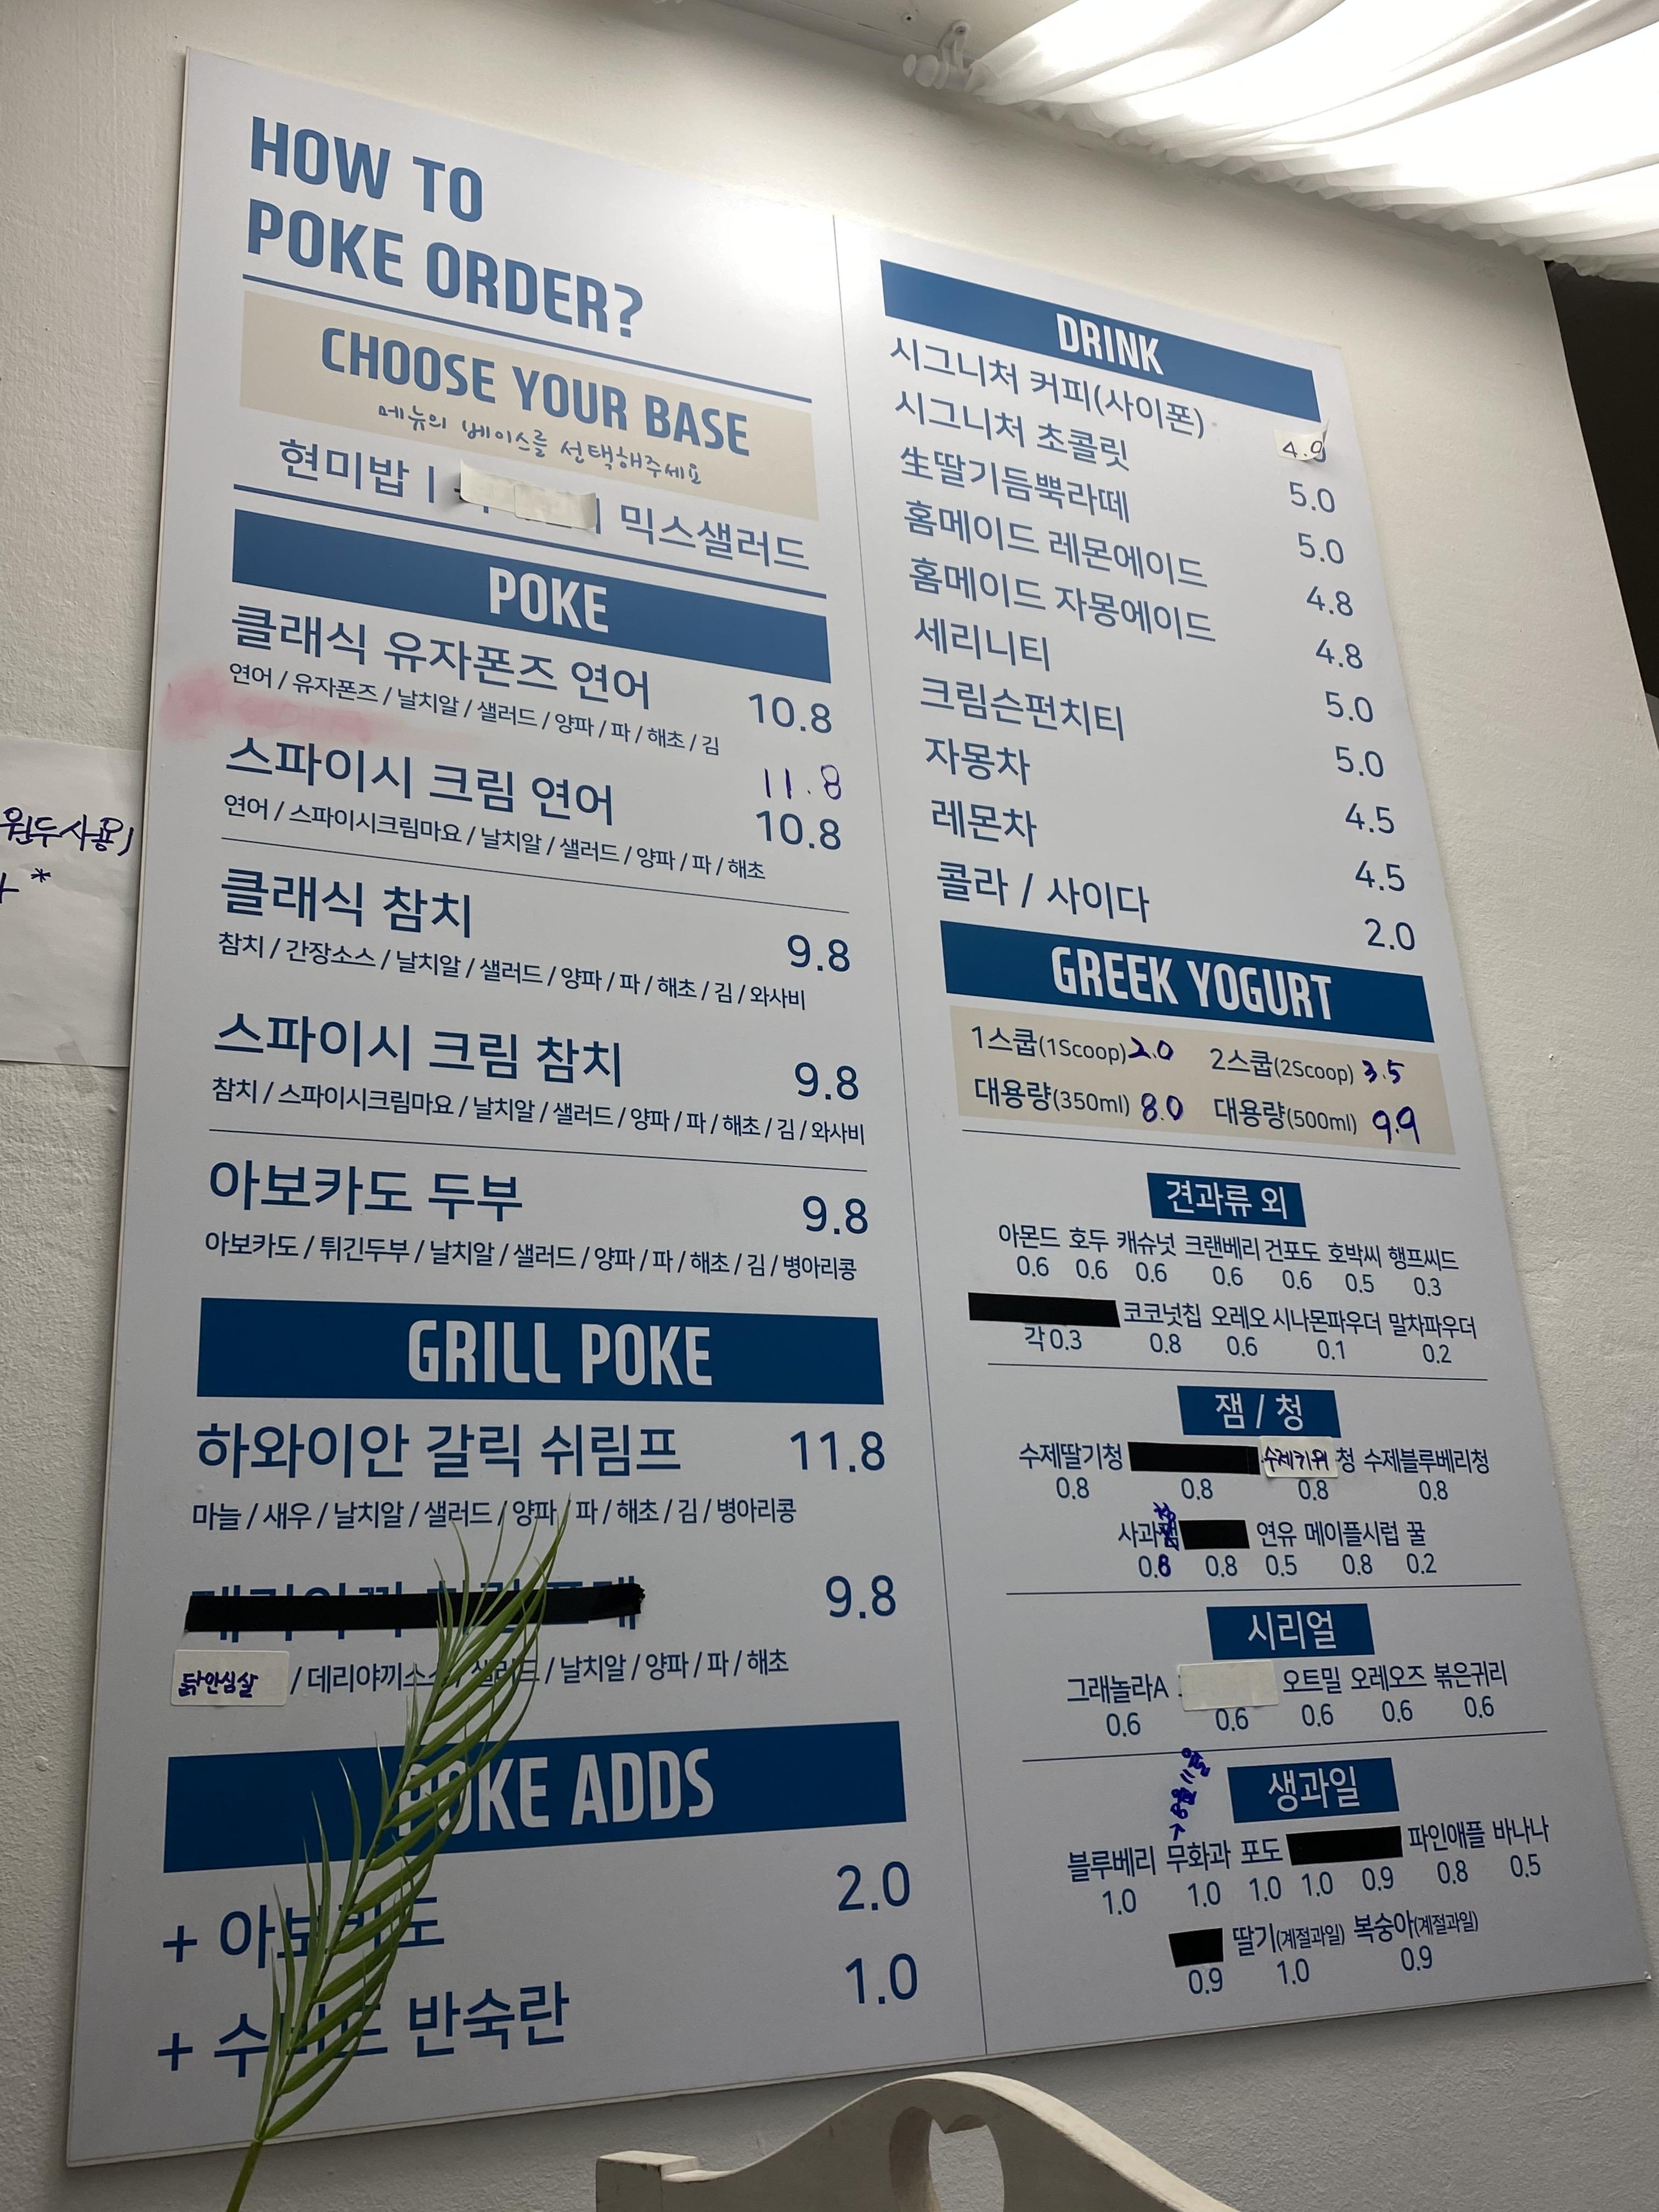 HOW TO
POKE ORDER?
CHOOSE YOUR BASE
메뉴의 베이스를 선택해주세요
현미밥 | | 믹스샐러드
POKE
클래식 유자폰즈 연어 10.8
연어 / 유자폰즈 / 날치알 / 샐러드 / 양파 / 파 / 해초 / 김
11.8
스파이시 크림 연어 10.8
연어 / 스파이시크림마요 / 날치알 / 샐러드 / 양파 / 파 / 해초
클래식 참치 9.8
참치 / 간장소스 / 날치알 / 샐러드 / 양파 / 파 / 해초 / 김 / 와사비
스파이시 크림 참치 9.8
참치 / 스파이시크림마요 / 날치알 / 샐러드 / 양파 / 파 / 해초 / 김 / 와사비
아보카도 두부 9.8
아보카도 / 튀긴두부 / 날치알 / 샐러드 / 양파 / 파 / 해초 / 김 / 병아리콩
GRILL POKE
하와이안 갈릭 쉬림프 11.8
마늘 / 새우 / 날치알 / 샐러드 / 양파 / 파 / 해초 / 김 / 병아리콩
9.8
닭안심살 / 데리야끼소스 / 샐러드 / 날치알 / 양파 / 파 / 해초
POKE ADDS
+ 아보카도 2.0
+ 수비드 반숙란 1.0
DRINK
시그니처 커피(사이폰) 4.9
시그니처 초콜릿 5.0
生딸기듬뿍라떼 5.0
홈메이드 레몬에이드 4.8
홈메이드 자몽에이드 4.8
세리니티 5.0
크림슨펀치티 5.0
자몽차 4.5
레몬차 4.5
콜라 / 사이다 2.0
GREEK YOGURT
1스쿱(1Scoop) 2.0 2스쿱(2Scoop) 3.5
대용량(350ml) 8.0 대용량(500ml) 9.9
견과류 외
아몬드 호두 캐슈넛 크랜베리 건포도 호박씨 햄프씨드
0.6 0.6 0.6 0.6 0.6 0.5 0.3
코코넛칩 오레오 시나몬파우더 말차파우더
각 0.3 0.8 0.6 0.1 0.2
잼 / 청
수제딸기청 수제키위 청 수제블루베리청
0.8 0.8 0.8 0.8
사과잼 연유 메이플시럽 꿀
0.8 0.8 0.5 0.8 0.2
시리얼
그래놀라A 오트밀 오레오즈 볶은귀리
0.6 0.6 0.6 0.6 0.6
생과일
블루베리 무화과 포도 파인애플 바나나
1.0 1.0 1.0 1.0 0.9 0.8 0.5
딸기(계절과일) 복숭아(계절과일)
0.9 1.0 0.9
원두사용)
*